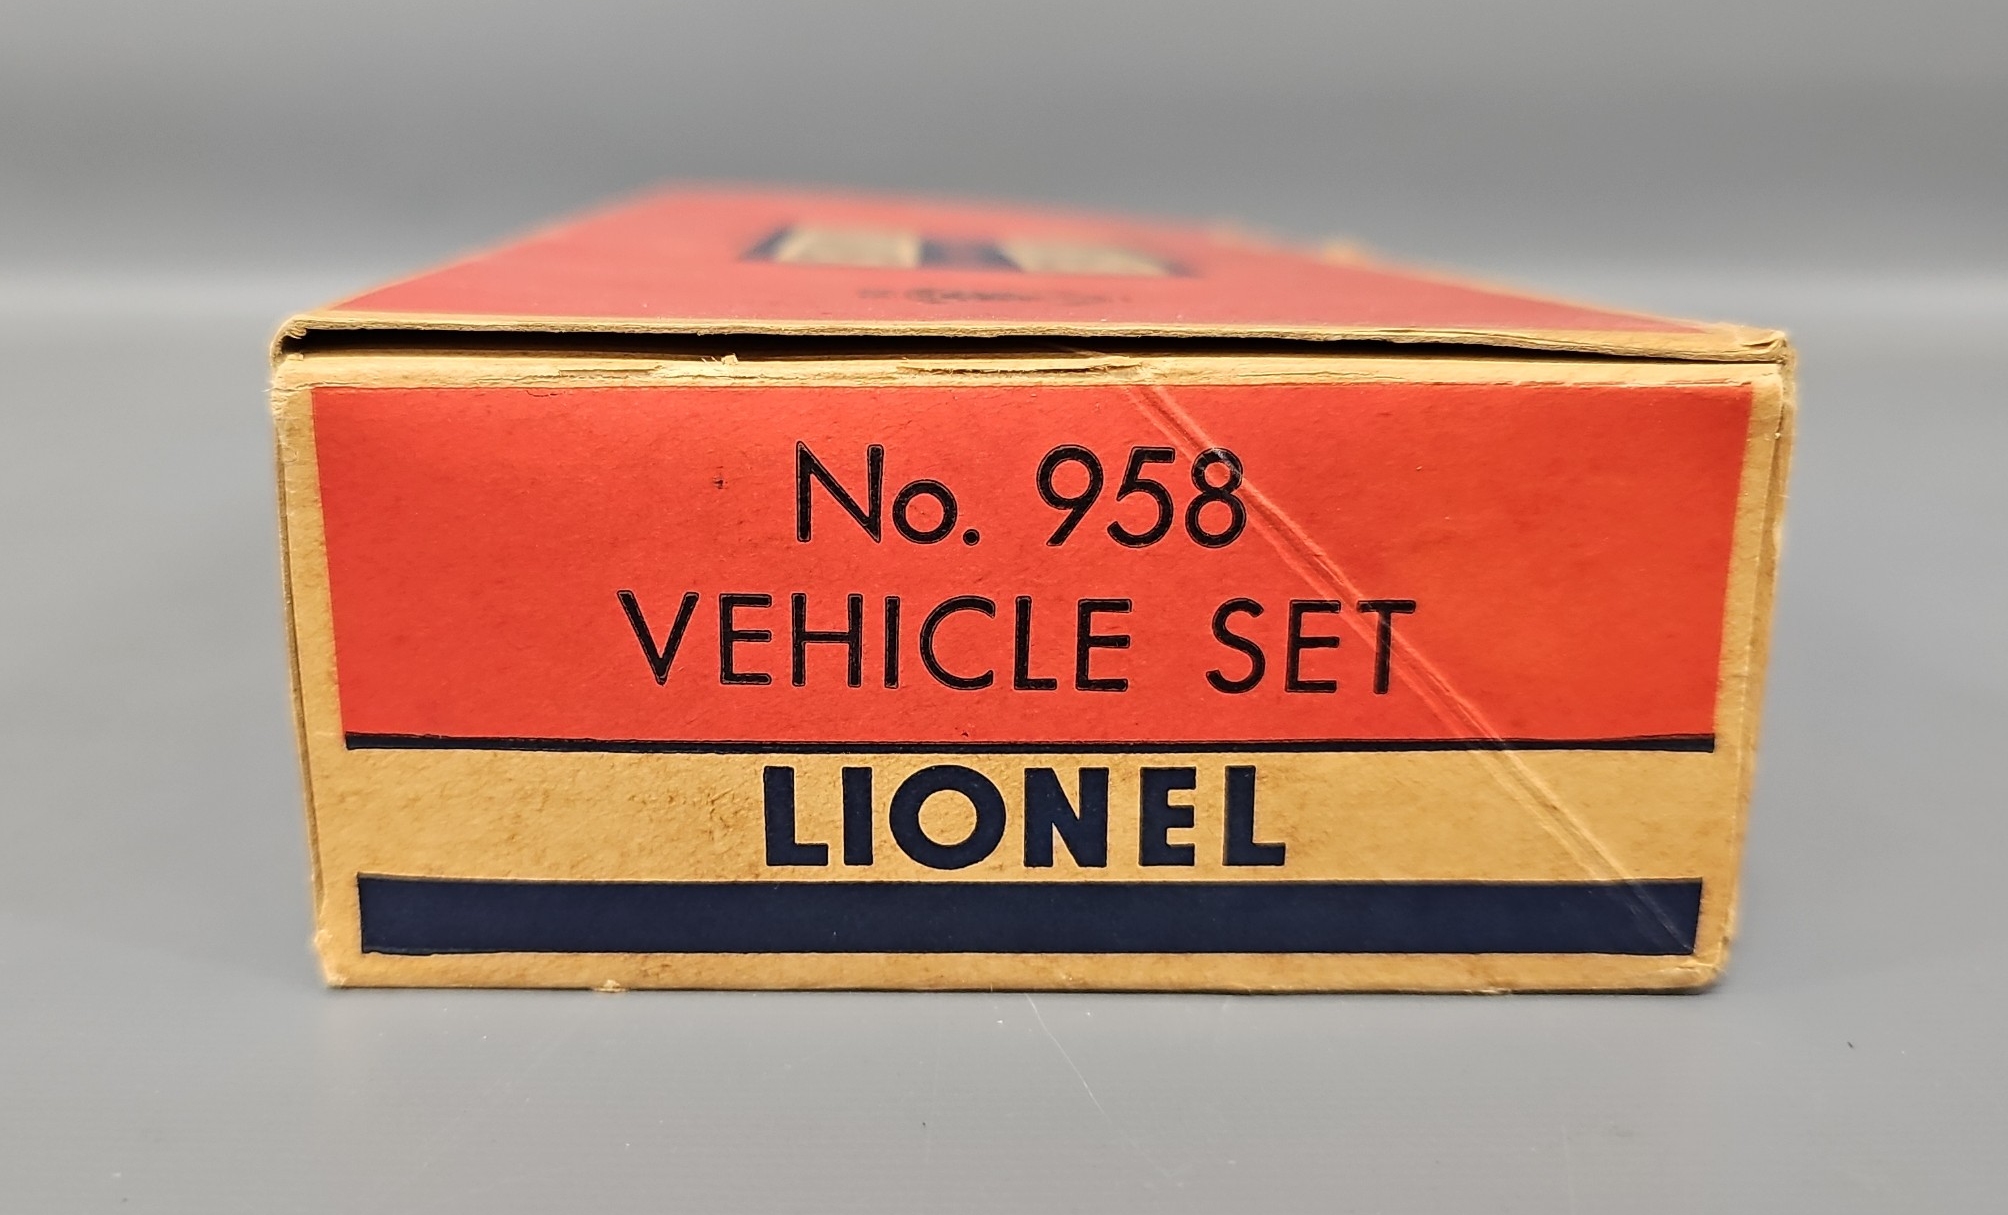 No. 958
VEHICLE SET
LIONEL